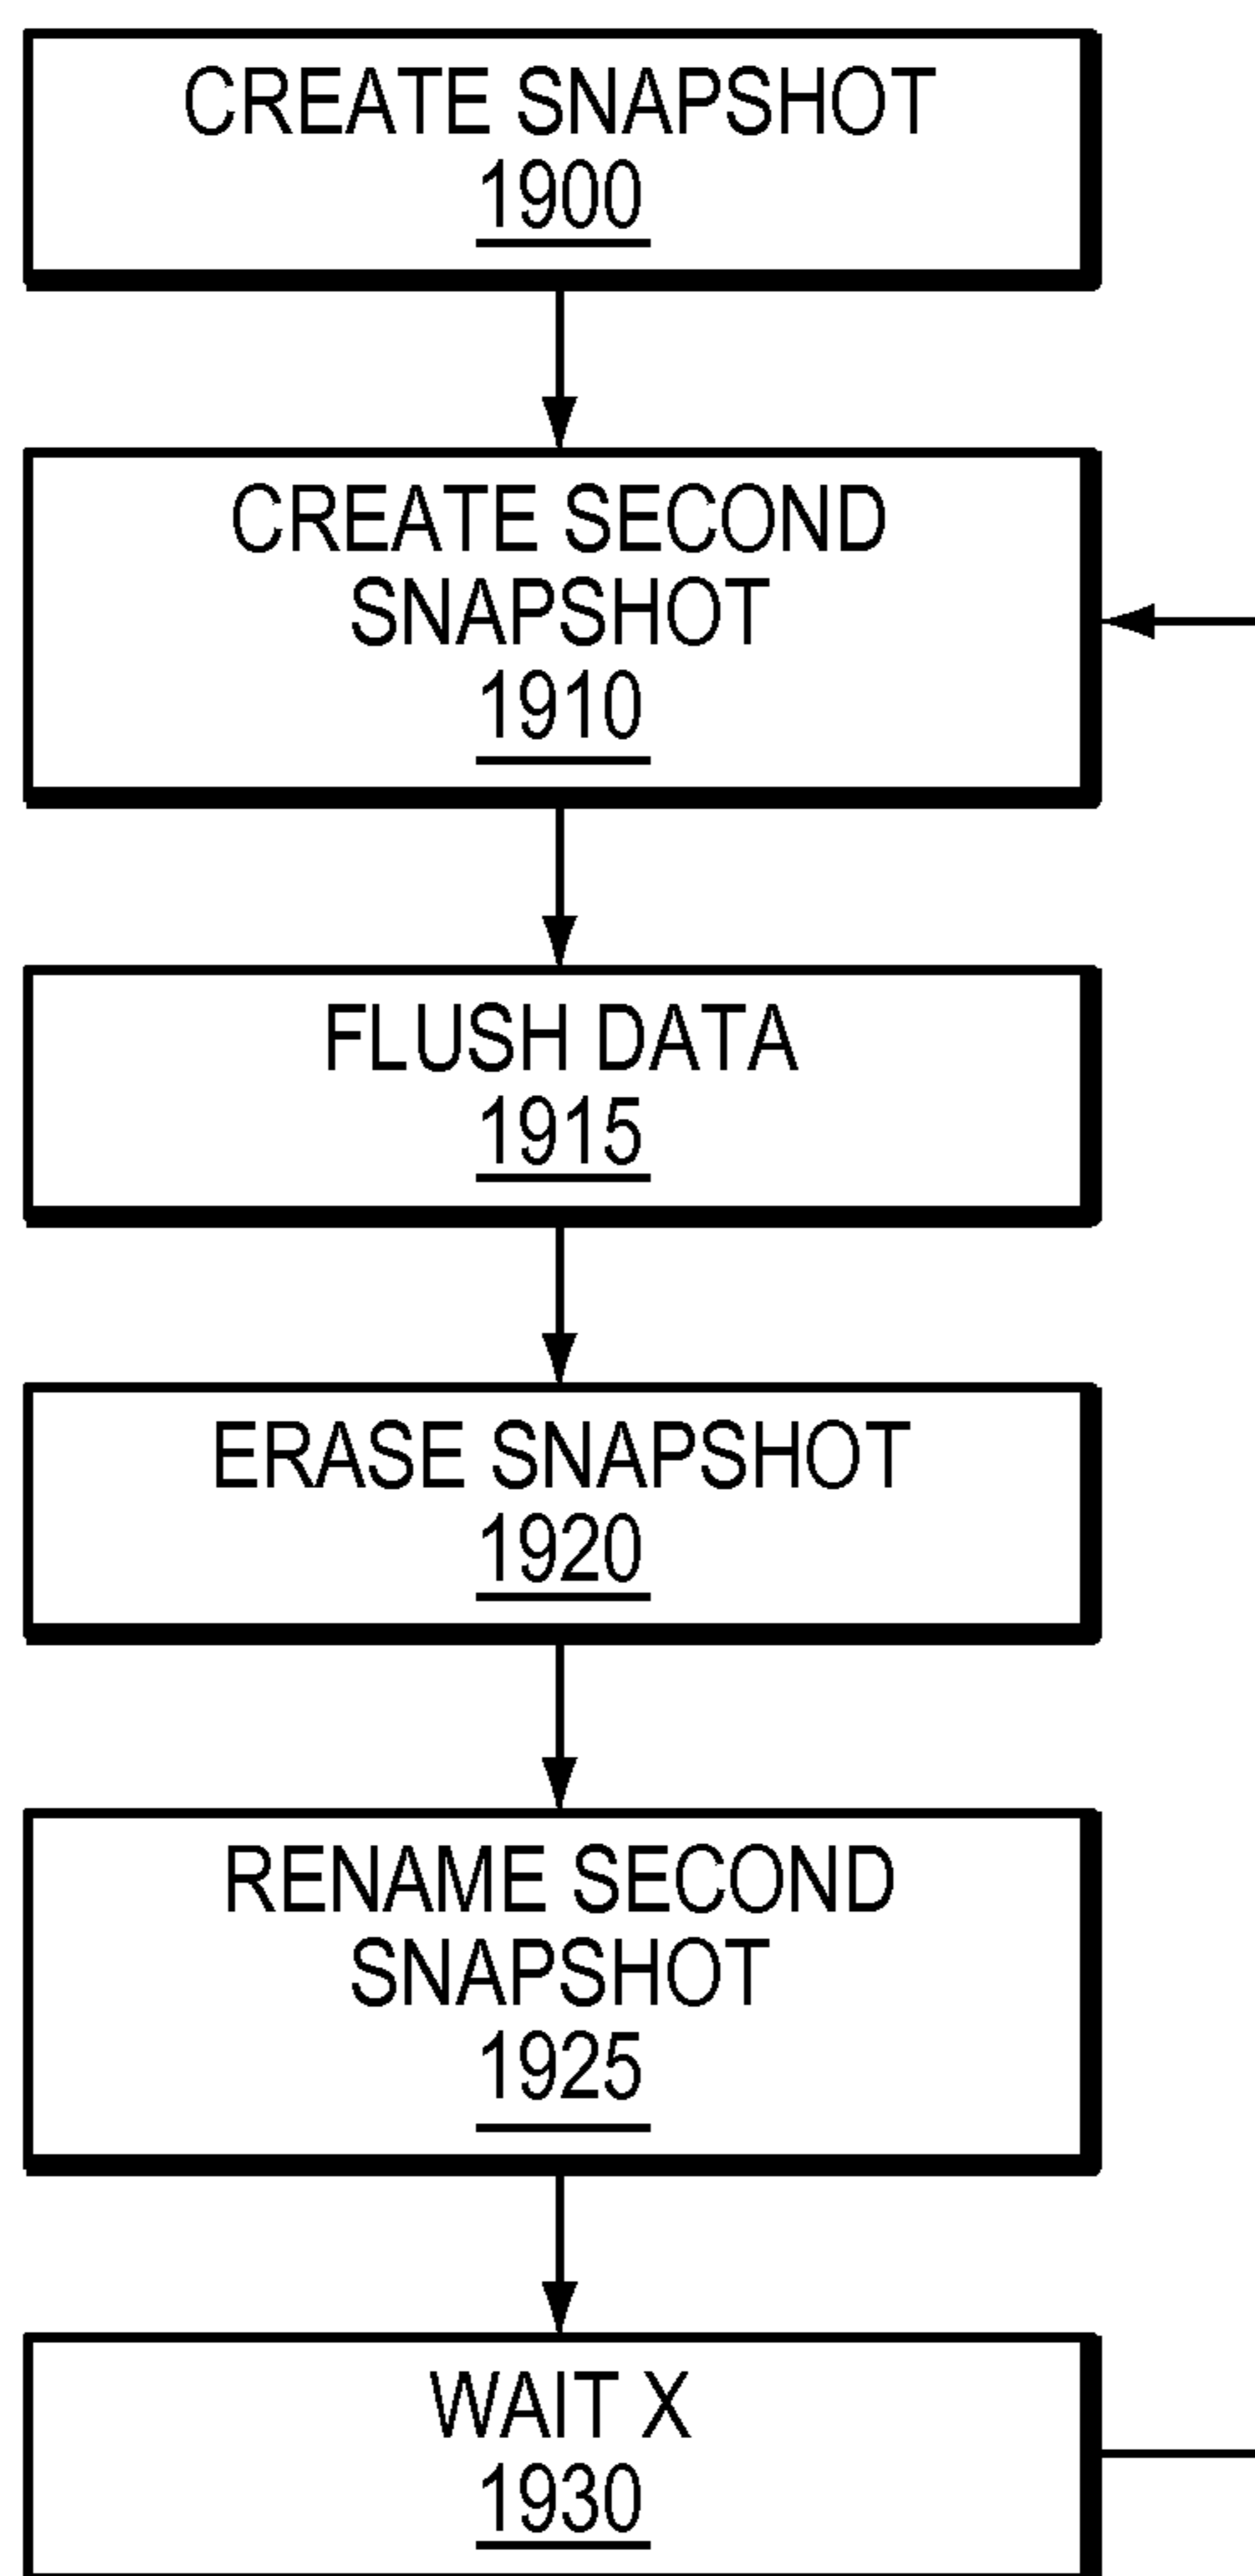 CREATE SNAPSHOT
1900
CREATE SECOND
SNAPSHOT
1910
FLUSH DATA
1915
ERASE SNAPSHOT
1920
RENAME SECOND
SNAPSHOT
1925
WAIT X
1930